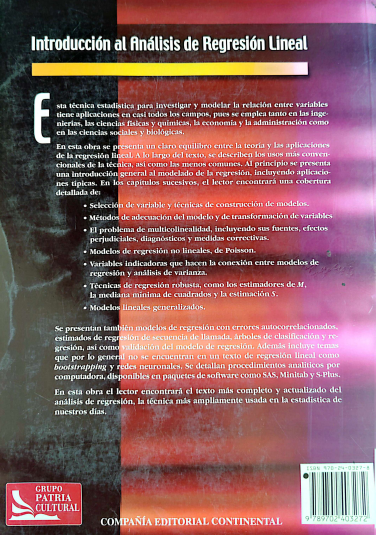 Introducción al Análisis de Regresión Lineal
Esta técnica estadística para investigar y modelar la relación entre variables
tiene aplicaciones en casi todos los campos, pues se emplea tanto en las inge-
nierías, las ciencias físicas y químicas, la economía y la administración como
en las ciencias sociales y biológicas.
En esta obra se presenta un claro equilibrio entre la teoría y las aplicaciones
de la regresión lineal. A lo largo del texto, se describen los usos más conven-
cionales de la técnica, así como las menos comunes. Al principio se presenta
una introducción general al modelado de la regresión, incluyendo aplicacio-
nes típicas. En los capítulos sucesivos, el lector encontrará una cobertura
detallada de:
• Selección de variable y técnicas de construcción de modelos.
• Métodos de adecuación del modelo y de transformación de variables
• El problema de multicolinealidad, incluyendo sus fuentes, efectos
perjudiciales, diagnósticos y medidas correctivas.
• Modelos de regresión no lineales, de Poisson.
• Variables indicadoras que hacen la conexión entre modelos de
regresión y análisis de varianza.
• Técnicas de regresión robusta, como los estimadores de M,
la mediana mínima de cuadrados y la estimación S.
• Modelos lineales generalizados.
Se presentan también modelos de regresión con errores autocorrelacionados,
estimados de regresión de secuencia de llamada, árboles de clasificación y re-
gresión, así como validación del modelo de regresión. Además incluye temas
que por lo general no se encuentran en un texto de regresión lineal como
bootstrapping y redes neuronales. Se detallan procedimientos analíticos por
computadora, disponibles en paquetes de software como SAS, Minitab y S-Plus.
En esta obra el lector encontrará el texto más completo y actualizado del
análisis de regresión, la técnica más ampliamente usada en la estadística de
nuestros días.
ISBN 970-24-0327-8
9 789702 403272
GRUPO
PATRIA
CULTURAL
COMPAÑÍA EDITORIAL CONTINENTAL